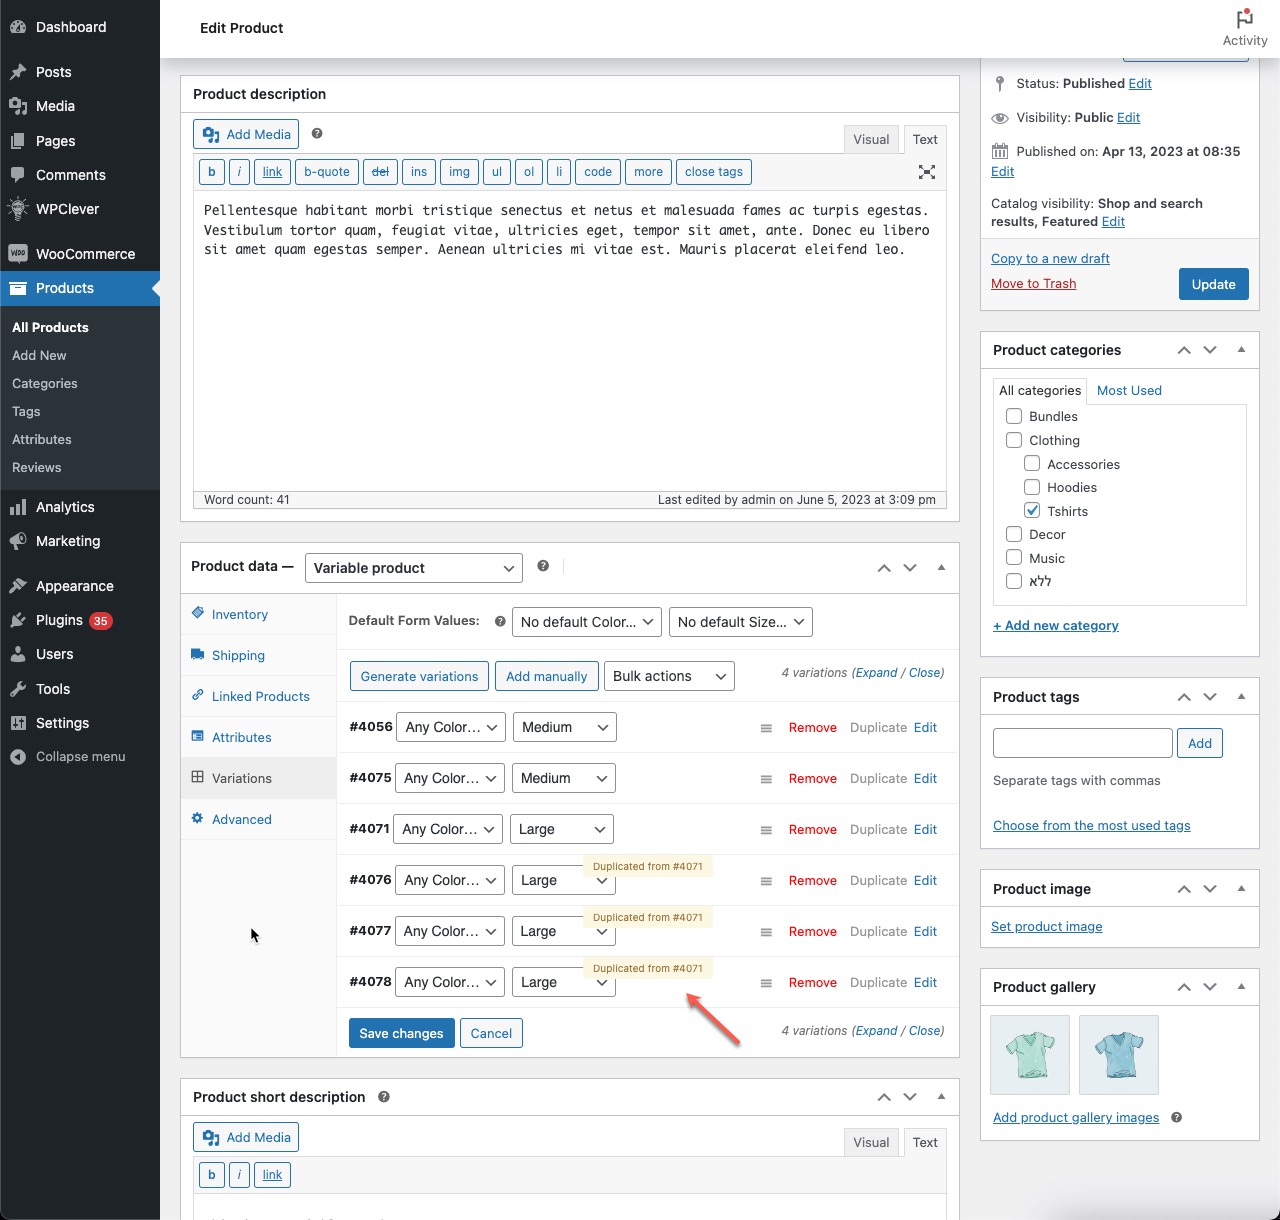 Dashboard
Posts
Media
Pages
Comments
WPClever
WooCommerce
Products
All Products
Add New
Categories
Tags
Attributes
Reviews
Analytics
Marketing
Appearance
Plugins 35
Users
Tools
Settings
Collapse menu
Edit Product
Activity
Product description
Add Media
Visual Text
b i link b-quote del ins img ul ol li code more close tags
Pellentesque habitant morbi tristique senectus et netus et malesuada fames ac turpis egestas.
Vestibulum tortor quam, feugiat vitae, ultricies eget, tempor sit amet, ante. Donec eu libero
sit amet quam egestas semper. Aenean ultricies mi vitae est. Mauris placerat eleifend leo.
Word count: 41 Last edited by admin on June 5, 2023 at 3:09 pm
Product data — Variable product
Inventory
Shipping
Linked Products
Attributes
Variations
Advanced
Default Form Values: No default Color... No default Size...
Generate variations Add manually Bulk actions 4 variations (Expand / Close)
#4056 Any Color... Medium Remove Duplicate Edit
#4075 Any Color... Medium Remove Duplicate Edit
#4071 Any Color... Large Remove Duplicate Edit
Duplicated from #4071
#4076 Any Color... Large Remove Duplicate Edit
Duplicated from #4071
#4077 Any Color... Large Remove Duplicate Edit
Duplicated from #4071
#4078 Any Color... Large Remove Duplicate Edit
Save changes Cancel 4 variations (Expand / Close)
Product short description
Add Media
Visual Text
b i link
Status: Published Edit
Visibility: Public Edit
Published on: Apr 13, 2023 at 08:35
Edit
Catalog visibility: Shop and search
results, Featured Edit
Copy to a new draft
Move to Trash Update
Product categories
All categories Most Used
Bundles
Clothing
Accessories
Hoodies
Tshirts
Decor
Music
ללא
+ Add new category
Product tags
Add
Separate tags with commas
Choose from the most used tags
Product image
Set product image
Product gallery
Add product gallery images